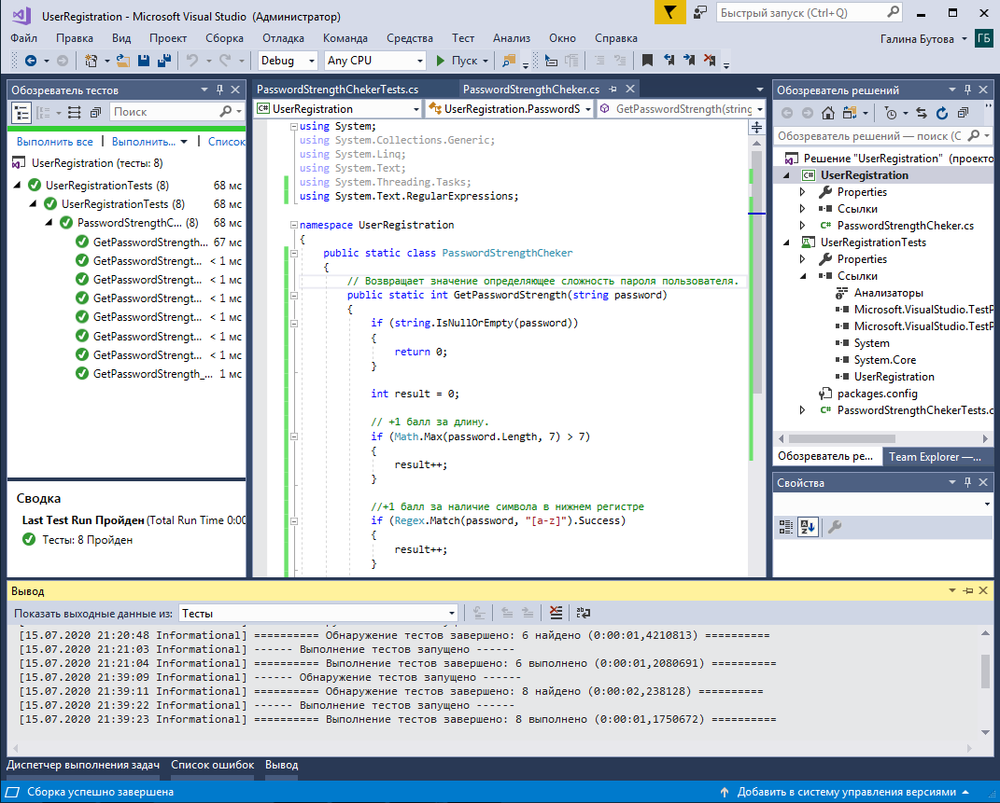 UserRegistration - Microsoft Visual Studio (Администратор)
Быстрый запуск (Ctrl+Q)
Файл Правка Вид Проект Сборка Отладка Команда Средства Тест Анализ Окно Справка
Галина Бутова ГБ
Debug Any CPU Пуск
Обозреватель тестов
Поиск
Выполнить все | Выполнить... | Список
UserRegistration (тесты: 8)
UserRegistrationTests (8) 68 мс
UserRegistrationTests (8) 68 мс
PasswordStrengthC... (8) 68 мс
GetPasswordStrength... 67 мс
GetPasswordStrengt... < 1 мс
GetPasswordStrengt... < 1 мс
GetPasswordStrengt... < 1 мс
GetPasswordStrengt... < 1 мс
GetPasswordStrengt... < 1 мс
GetPasswordStrengt... < 1 мс
GetPasswordStrength_... 1 мс
Сводка
Last Test Run Пройден (Total Run Time 0:00
Тесты: 8 Пройден
PasswordStrengthChekerTests.cs PasswordStrengthCheker.cs
UserRegistration UserRegistration.PasswordS GetPasswordStrength(string
using System;
using System.Collections.Generic;
using System.Linq;
using System.Text;
using System.Threading.Tasks;
using System.Text.RegularExpressions;
namespace UserRegistration
{
public static class PasswordStrengthCheker
{
// Возвращает значение определяющее сложность пароля пользователя.
public static int GetPasswordStrength(string password)
{
if (string.IsNullOrEmpty(password))
{
return 0;
}
int result = 0;
// +1 балл за длину.
if (Math.Max(password.Length, 7) > 7)
{
result++;
}
//+1 балл за наличие символа в нижнем регистре
if (Regex.Match(password, "[a-z]").Success)
{
result++;
}
Обозреватель решений
Обозреватель решений — поиск (C
Решение "UserRegistration" (проекто
UserRegistration
Properties
Ссылки
PasswordStrengthCheker.cs
UserRegistrationTests
Properties
Ссылки
Анализаторы
Microsoft.VisualStudio.TestP
Microsoft.VisualStudio.TestP
System
System.Core
UserRegistration
packages.config
PasswordStrengthChekerTests.c
Обозреватель ре... Team Explorer —...
Свойства
Вывод
Показать выходные данные из: Тесты
[15.07.2020 21:20:48 Informational] ========== Обнаружение тестов завершено: 6 найдено (0:00:01,4210813) ==========
[15.07.2020 21:21:03 Informational] ------ Выполнение тестов запущено ------
[15.07.2020 21:21:04 Informational] ========== Выполнение тестов завершено: 6 выполнено (0:00:01,2080691) ==========
[15.07.2020 21:39:09 Informational] ------ Обнаружение тестов запущено ------
[15.07.2020 21:39:11 Informational] ========== Обнаружение тестов завершено: 8 найдено (0:00:02,238128) ==========
[15.07.2020 21:39:22 Informational] ------ Выполнение тестов запущено ------
[15.07.2020 21:39:23 Informational] ========== Выполнение тестов завершено: 8 выполнено (0:00:01,1750672) ==========
Диспетчер выполнения задач Список ошибок Вывод
Сборка успешно завершена
Добавить в систему управления версиями